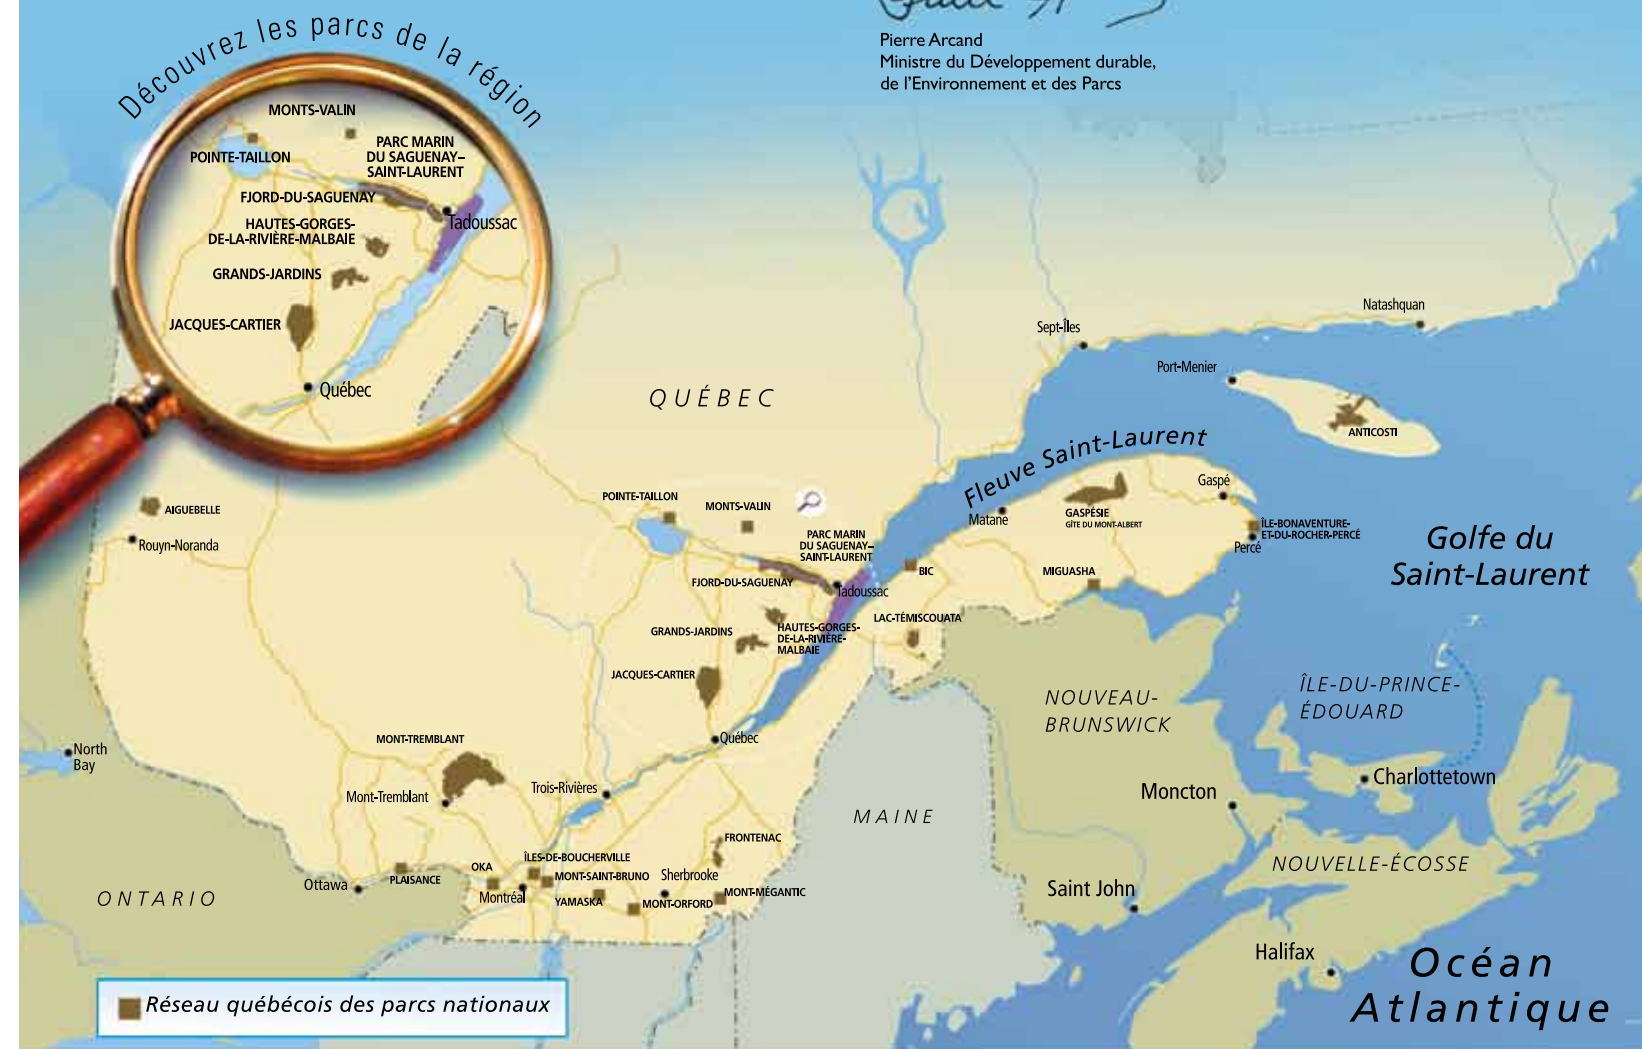 Pierre Arcand
Ministre du Développement durable,
de l'Environnement et des Parcs
Découvrez les parcs de la région
MONTS-VALIN
POINTE-TAILLON
PARC MARIN
DU SAGUENAY–
SAINT-LAURENT
FJORD-DU-SAGUENAY
Tadoussac
HAUTES-GORGES-
DE-LA-RIVIÈRE-MALBAIE
GRANDS-JARDINS
JACQUES-CARTIER
Québec
QUÉBEC
Sept-Îles
Natashquan
Port-Menier
ANTICOSTI
Fleuve Saint-Laurent
Matane
GASPÉSIE
GÎTE DU MONT-ALBERT
Gaspé
ÎLE-BONAVENTURE-
ET-DU-ROCHER-PERCÉ
Percé
Golfe du
Saint-Laurent
AIGUEBELLE
Rouyn-Noranda
POINTE-TAILLON
MONTS-VALIN
PARC MARIN
DU SAGUENAY–
SAINT-LAURENT
FJORD-DU-SAGUENAY
Tadoussac
BIC
MIGUASHA
LAC-TÉMISCOUATA
GRANDS-JARDINS
HAUTES-GORGES-
DE-LA-RIVIÈRE-
MALBAIE
JACQUES-CARTIER
Québec
NOUVEAU-
BRUNSWICK
ÎLE-DU-PRINCE-
ÉDOUARD
North
Bay
MONT-TREMBLANT
Mont-Tremblant
Trois-Rivières
MAINE
Moncton
Charlottetown
FRONTENAC
ÎLES-DE-BOUCHERVILLE
OKA
MONT-SAINT-BRUNO
Sherbrooke
PLAISANCE
Ottawa
Montréal
YAMASKA
MONT-ORFORD
MONT-MÉGANTIC
NOUVELLE-ÉCOSSE
Saint John
ONTARIO
Halifax
Océan
Atlantique
Réseau québécois des parcs nationaux